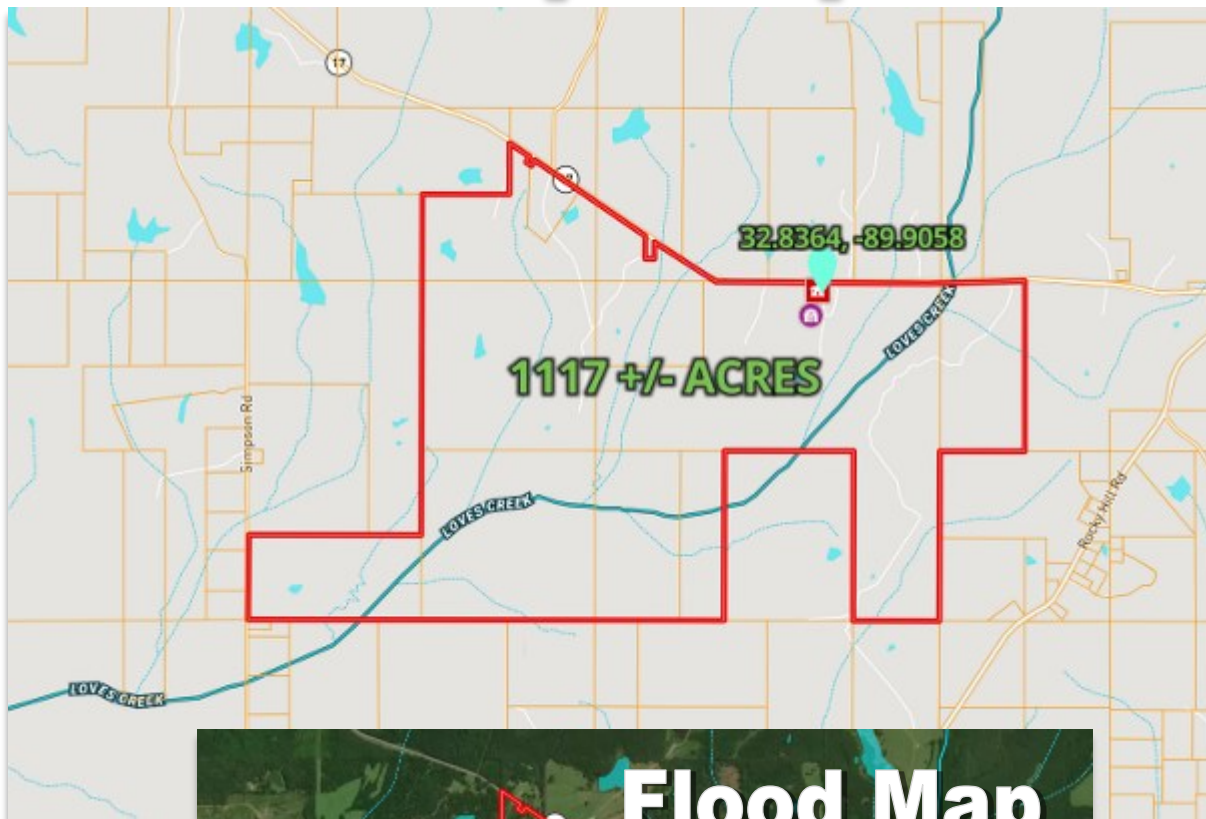 17
32.8364, -89.9058
LOVES CREEK
1117 +/- ACRES
Simpson Rd
LOVES CREEK
Rocky Hill Rd
LOVES CREEK
Flood Map